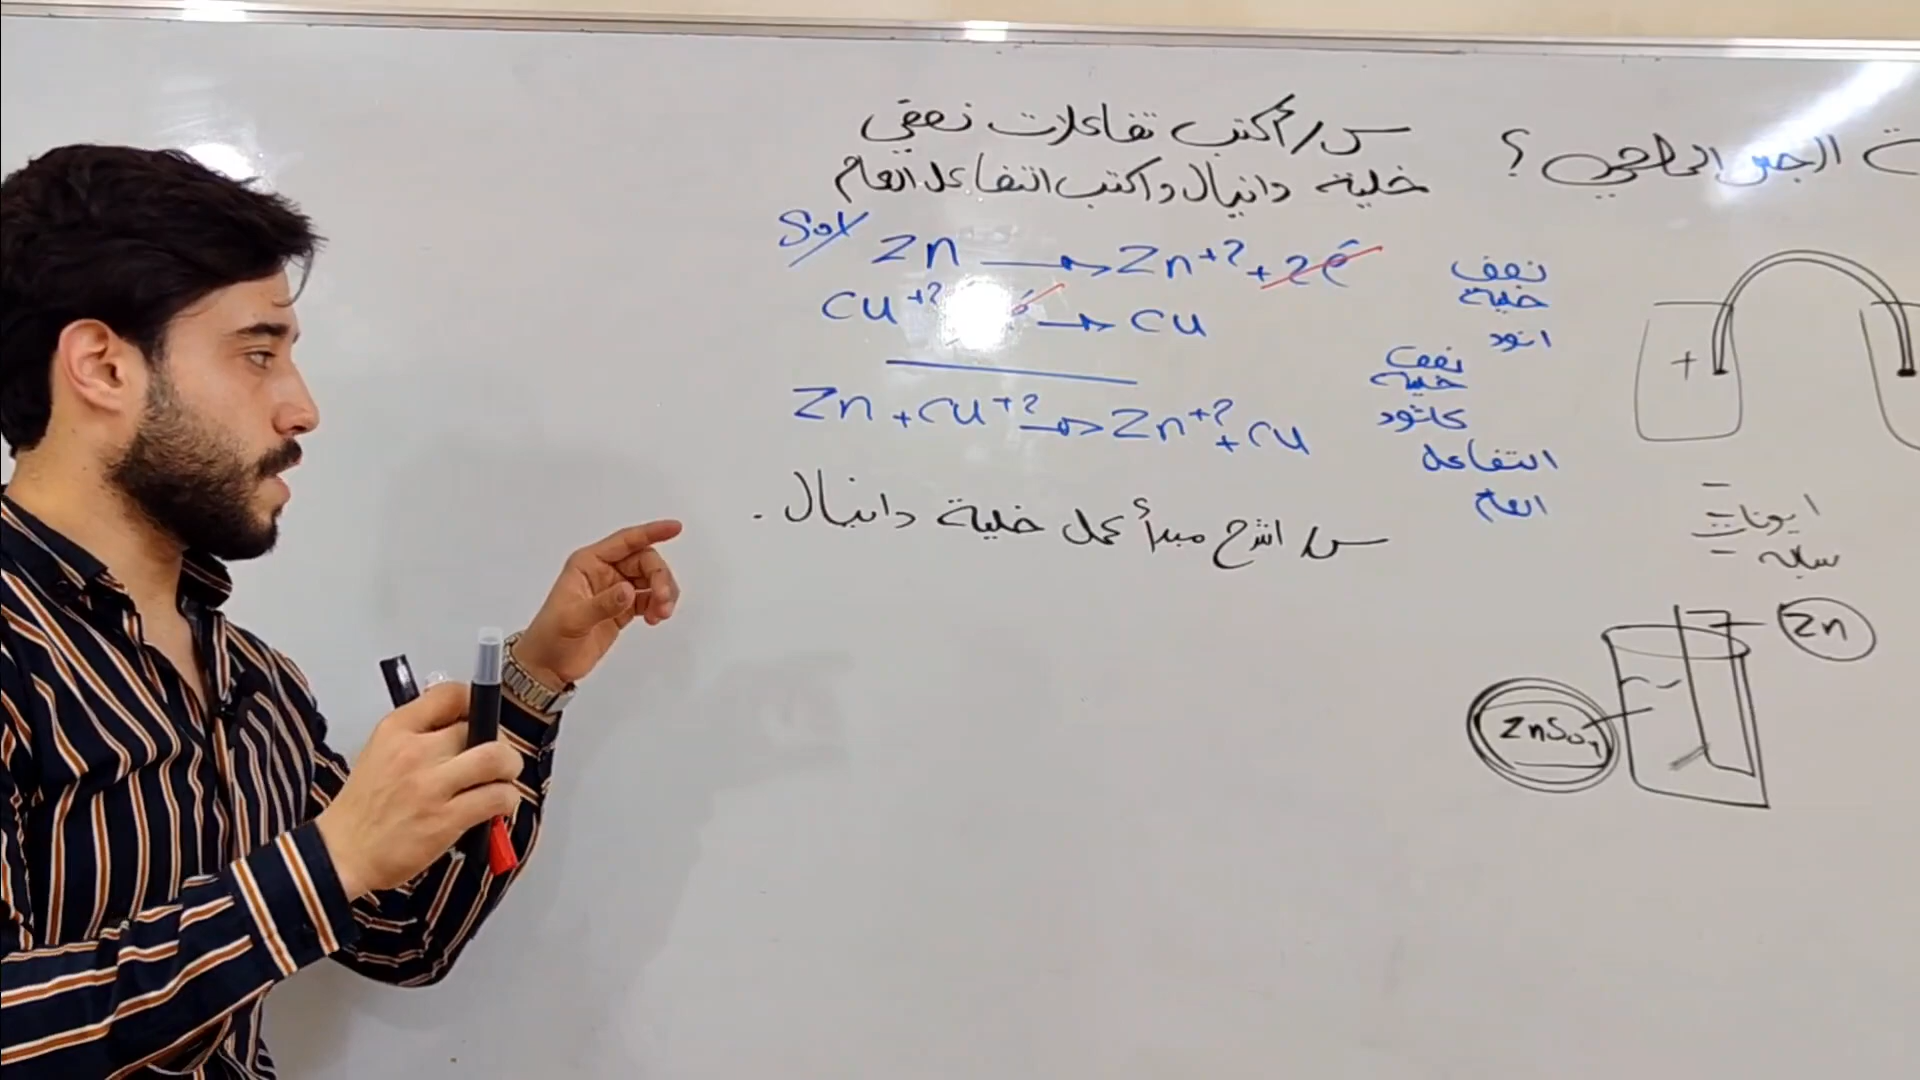 س/ أكتب تفاعلات نصفي
خلية دانيال واكتب التفاعل العام
Sol/ Zn → Zn+2 + 2e-
نصف
خلية
انود
Cu+2 → Cu
نصف
خلية
كاثود
Zn + Cu+2 → Zn+2 + Cu
التفاعل
العام
س/ اشرح مبدأ عمل خلية دانيال.
الجسر الملحي؟
+
ايونات
سالبه
Zn
ZnSO4